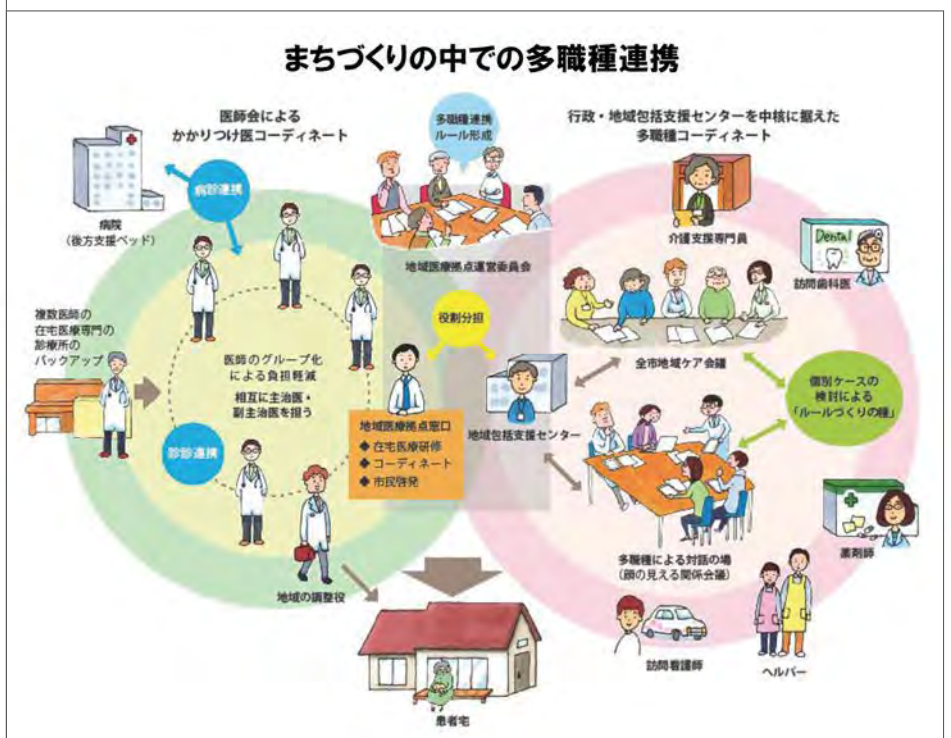 まちづくりの中での多職種連携
医師会による
かかりつけ医コーディネート
多職種連携
ルール形成
行政・地域包括支援センターを中核に据えた
多職種コーディネート
病院
(後方支援ベッド)
病診連携
地域医療拠点運営委員会
介護支援専門員
Dental
訪問歯科医
複数医師の
在宅医療専門の
診療所の
バックアップ
医師のグループ化
による負担軽減
相互に主治医・
副主治医を担う
診診連携
役割分担
地域医療拠点窓口
◆ 在宅医療研修
◆ コーディネート
◆ 市民啓発
地域包括支援センター
全市地域ケア会議
個別ケースの
検討による
「ルールづくりの種」
多職種による対話の場
(顔の見える関係会議)
薬剤師
地域の調整役
訪問看護師
ヘルパー
患者宅